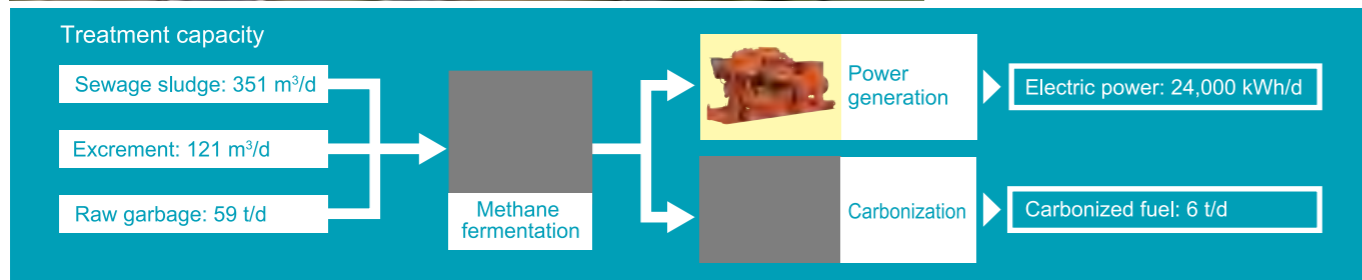 Treatment capacity
Sewage sludge: 351 m³/d
Excrement: 121 m³/d
Raw garbage: 59 t/d
Methane
fermentation
Power
generation
Electric power: 24,000 kWh/d
Carbonization
Carbonized fuel: 6 t/d